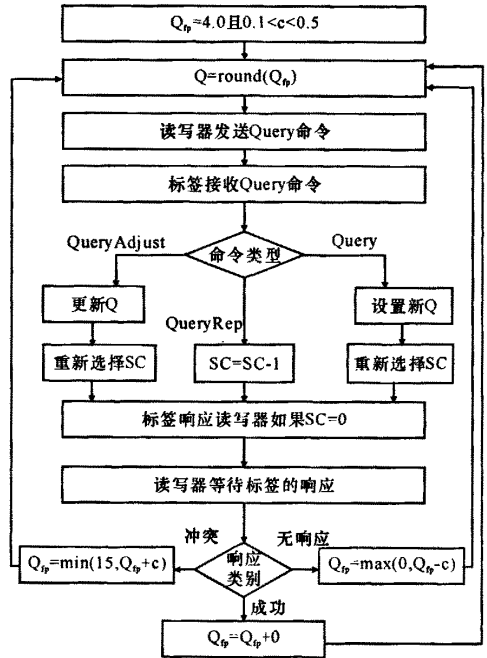 Q_fp=4.0且0.1<c<0.5
Q=round(Q_fp)
读写器发送Query命令
标签接收Query命令
QueryAdjust
命令类型
Query
更新Q
QueryRep
设置新Q
重新选择SC
SC=SC-1
重新选择SC
标签响应读写器如果SC=0
读写器等待标签的响应
冲突
无响应
Q_fp=min(15,Q_fp+c)
响应
类别
Q_fp=max(0,Q_fp-c)
成功
Q_fp=Q_fp+0